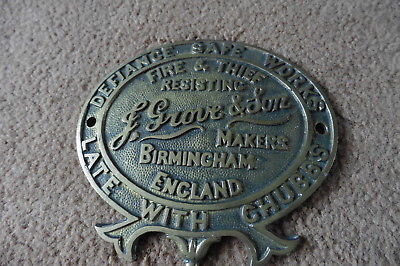 DEFIANCE SAFE WORKS
FIRE & THIEF
RESISTING
J. Grove & Son
MAKERS
BIRMINGHAM
ENGLAND
LATE WITH CHUBBS